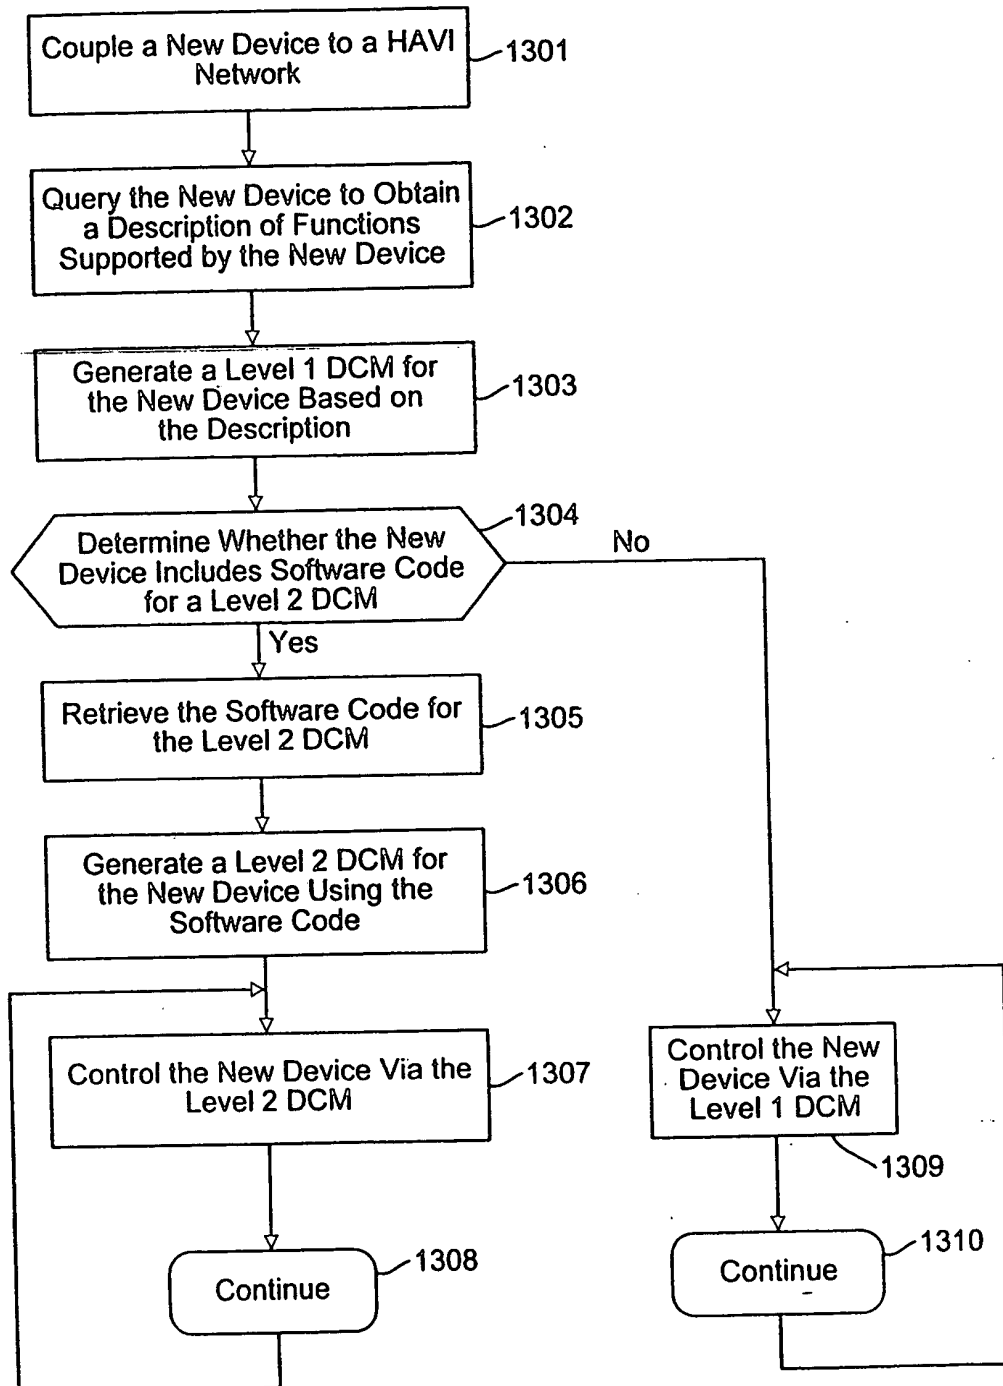 Couple a New Device to a HAVI
Network
1301
Query the New Device to Obtain
a Description of Functions
Supported by the New Device
1302
Generate a Level 1 DCM for
the New Device Based on
the Description
1303
Determine Whether the New
Device Includes Software Code
for a Level 2 DCM
1304
No
Yes
Retrieve the Software Code for
the Level 2 DCM
1305
Generate a Level 2 DCM for
the New Device Using the
Software Code
1306
Control the New Device Via the
Level 2 DCM
1307
Control the New
Device Via the
Level 1 DCM
1309
Continue
1308
Continue
1310